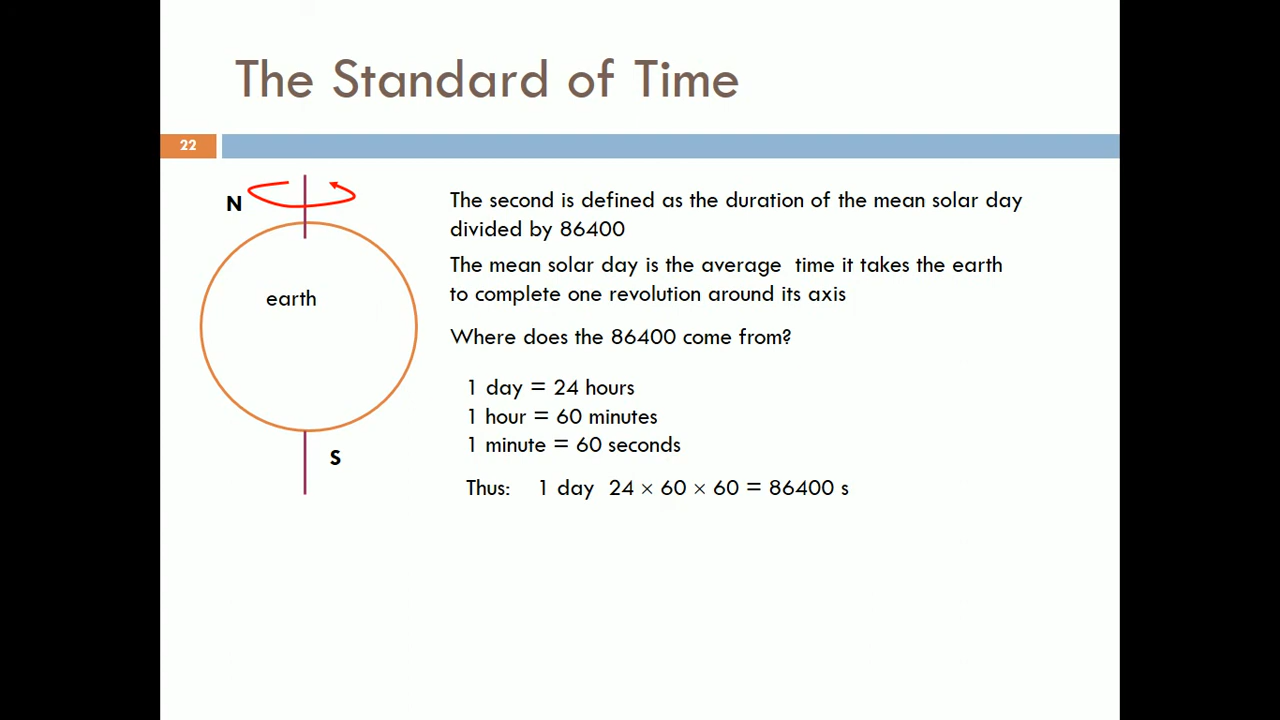 The Standard of Time
22
N
earth
S
The second is defined as the duration of the mean solar day
divided by 86400
The mean solar day is the average  time it takes the earth
to complete one revolution around its axis
Where does the 86400 come from?
1 day = 24 hours
1 hour = 60 minutes
1 minute = 60 seconds
Thus:    1 day  24 × 60 × 60 = 86400 s